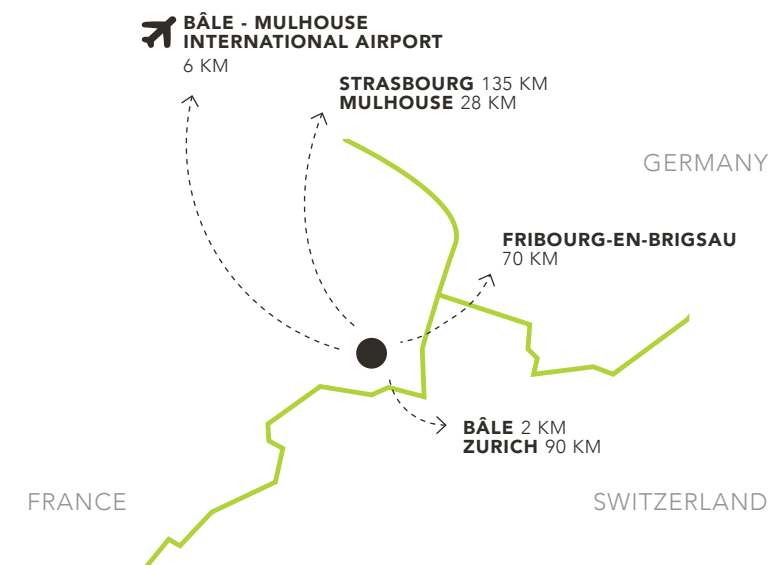 BÂLE - MULHOUSE
INTERNATIONAL AIRPORT
6 KM
STRASBOURG 135 KM
MULHOUSE 28 KM
GERMANY
FRIBOURG-EN-BRIGSAU
70 KM
BÂLE 2 KM
ZURICH 90 KM
FRANCE
SWITZERLAND